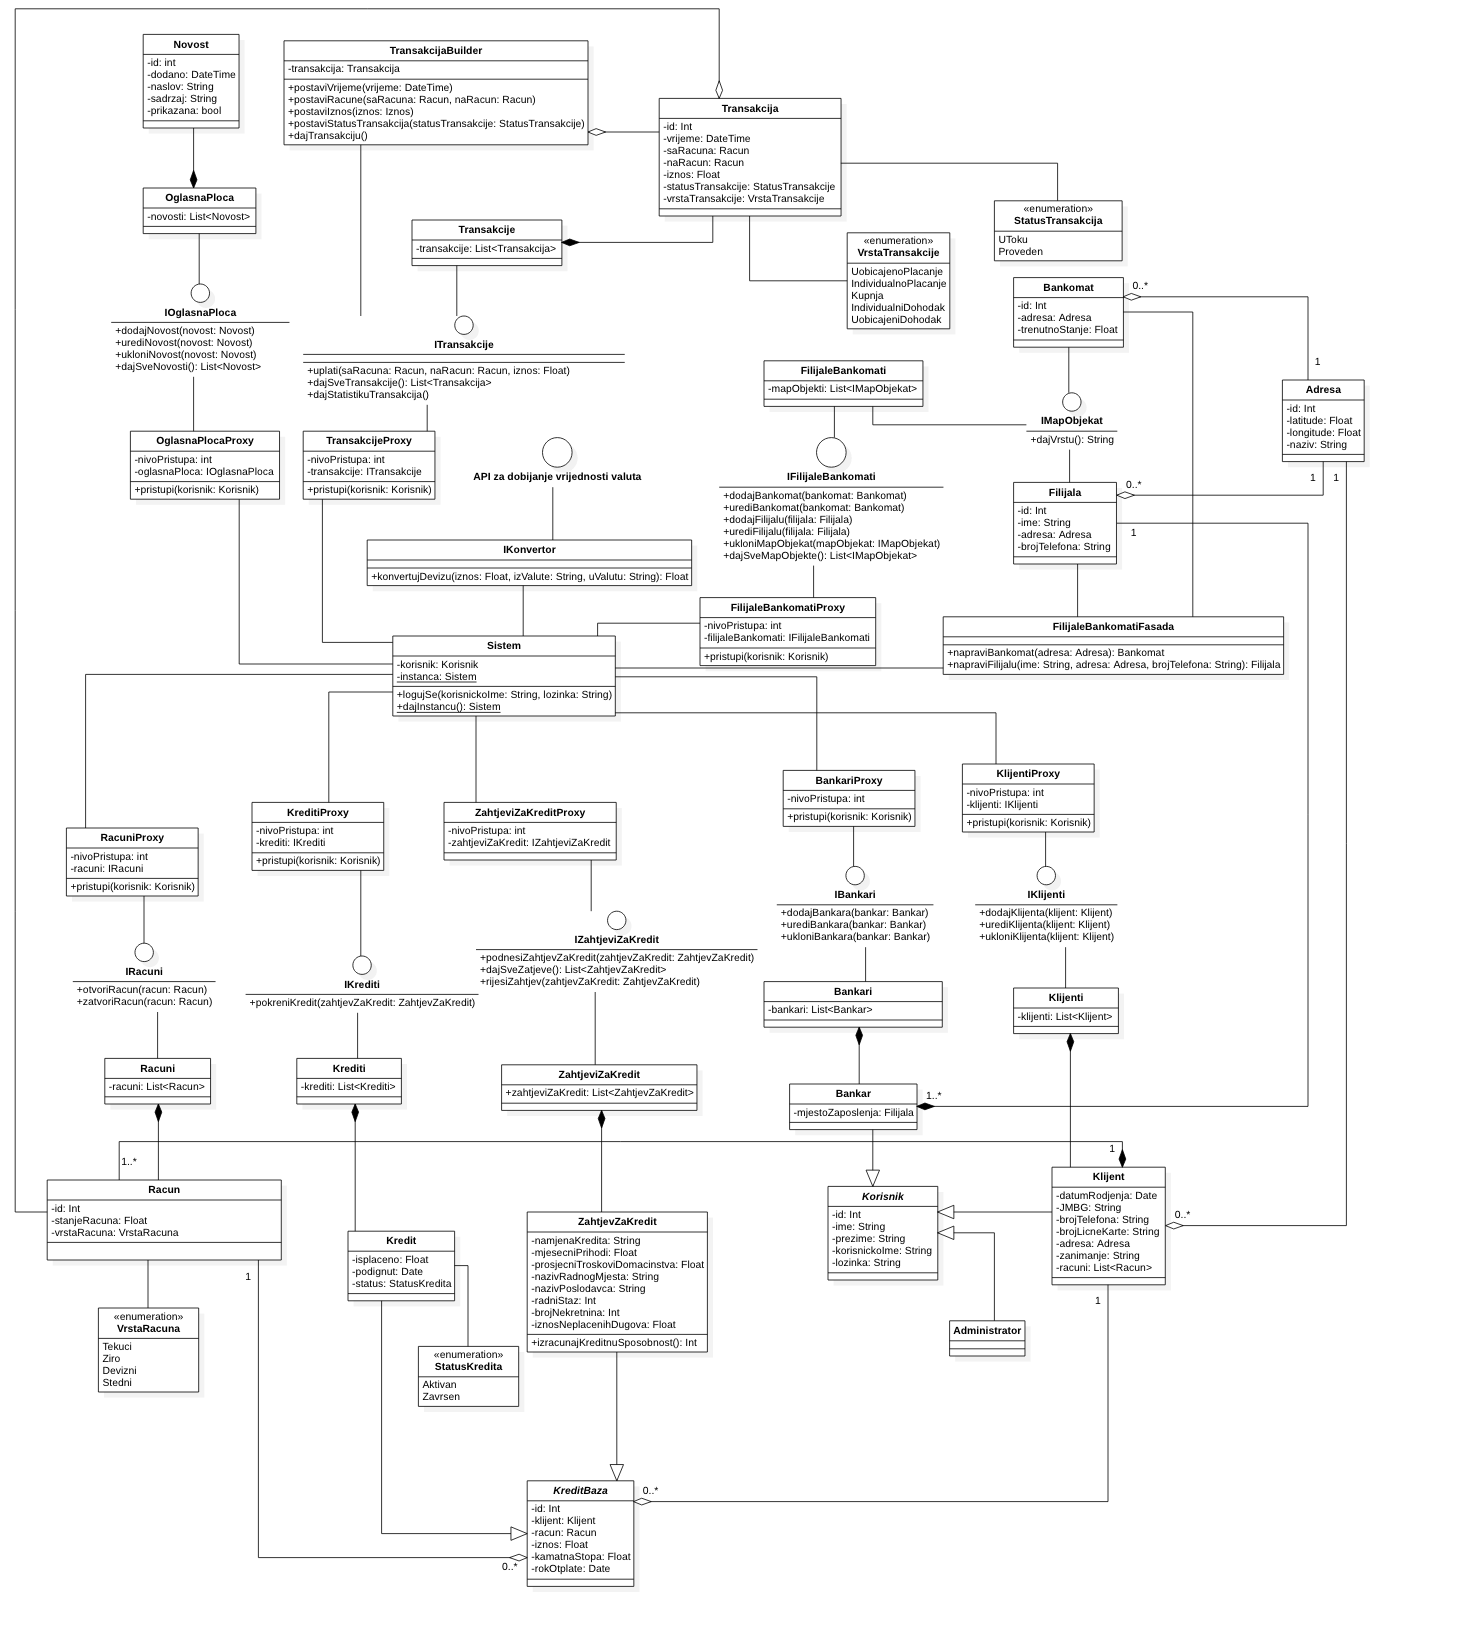 Novost
-id: int
-dodano: DateTime
-naslov: String
-sadrzaj: String
-prikazana: bool
TransakcijaBuilder
-transakcija: Transakcija
+postaviVrijeme(vrijeme: DateTime)
+postaviRacune(saRacuna: Racun, naRacun: Racun)
+postaviIznos(iznos: Iznos)
+postaviStatusTransakcija(statusTransakcije: StatusTransakcije)
+dajTransakciju()
Transakcija
-id: Int
-vrijeme: DateTime
-saRacuna: Racun
-naRacun: Racun
-iznos: Float
-statusTransakcije: StatusTransakcije
-vrstaTransakcije: VrstaTransakcije
OglasnaPloca
-novosti: List<Novost>
Transakcije
-transakcije: List<Transakcija>
«enumeration»
StatusTransakcija
UToku
Proveden
«enumeration»
VrstaTransakcije
UobicajenoPlacanje
IndividualnoPlacanje
Kupnja
IndividualniDohodak
UobicajeniDohodak
Bankomat
-id: Int
-adresa: Adresa
-trenutnoStanje: Float
0..*
1
IOglasnaPloca
+dodajNovost(novost: Novost)
+urediNovost(novost: Novost)
+ukloniNovost(novost: Novost)
+dajSveNovosti(): List<Novost>
ITransakcije
+uplati(saRacuna: Racun, naRacun: Racun, iznos: Float)
+dajSveTransakcije(): List<Transakcija>
+dajStatistikuTransakcija()
FilijaleBankomati
-mapObjekti: List<IMapObjekat>
IMapObjekat
+dajVrstu(): String
Adresa
-id: Int
-latitude: Float
-longitude: Float
-naziv: String
1
1
OglasnaPlocaProxy
-nivoPristupa: int
-oglasnaPloca: IOglasnaPloca
+pristupi(korisnik: Korisnik)
TransakcijeProxy
-nivoPristupa: int
-transakcije: ITransakcije
+pristupi(korisnik: Korisnik)
API za dobijanje vrijednosti valuta
IFilijaleBankomati
+dodajBankomat(bankomat: Bankomat)
+urediBankomat(bankomat: Bankomat)
+dodajFilijalu(filijala: Filijala)
+urediFilijalu(filijala: Filijala)
+ukloniMapObjekat(mapObjekat: IMapObjekat)
+dajSveMapObjekte(): List<IMapObjekat>
Filijala
-id: Int
-ime: String
-adresa: Adresa
-brojTelefona: String
0..*
1
IKonvertor
+konvertujDevizu(iznos: Float, izValute: String, uValutu: String): Float
FilijaleBankomatiProxy
-nivoPristupa: int
-filijaleBankomati: IFilijaleBankomati
+pristupi(korisnik: Korisnik)
FilijaleBankomatiFasada
+napraviBankomat(adresa: Adresa): Bankomat
+napraviFilijalu(ime: String, adresa: Adresa, brojTelefona: String): Filijala
Sistem
-korisnik: Korisnik
-instanca: Sistem
+logujSe(korisnickoIme: String, lozinka: String)
+dajInstancu(): Sistem
RacuniProxy
-nivoPristupa: int
-racuni: IRacuni
+pristupi(korisnik: Korisnik)
KreditiProxy
-nivoPristupa: int
-krediti: IKrediti
+pristupi(korisnik: Korisnik)
ZahtjeviZaKreditProxy
-nivoPristupa: int
-zahtjeviZaKredit: IZahtjeviZaKredit
BankariProxy
-nivoPristupa: int
+pristupi(korisnik: Korisnik)
KlijentiProxy
-nivoPristupa: int
-klijenti: IKlijenti
+pristupi(korisnik: Korisnik)
IRacuni
+otvoriRacun(racun: Racun)
+zatvoriRacun(racun: Racun)
IKrediti
+pokreniKredit(zahtjevZaKredit: ZahtjevZaKredit)
IZahtjeviZaKredit
+podnesiZahtjevZaKredit(zahtjevZaKredit: ZahtjevZaKredit)
+dajSveZatjeve(): List<ZahtjevZaKredit>
+rijesiZahtjev(zahtjevZaKredit: ZahtjevZaKredit)
IBankari
+dodajBankara(bankar: Bankar)
+urediBankara(bankar: Bankar)
+ukloniBankara(bankar: Bankar)
IKlijenti
+dodajKlijenta(klijent: Klijent)
+urediKlijenta(klijent: Klijent)
+ukloniKlijenta(klijent: Klijent)
Racuni
-racuni: List<Racun>
Krediti
-krediti: List<Krediti>
ZahtjeviZaKredit
+zahtjeviZaKredit: List<ZahtjevZaKredit>
Bankari
-bankari: List<Bankar>
Klijenti
-klijenti: List<Klijent>
Bankar
-mjestoZaposlenja: Filijala
1..*
1..*
1
Racun
-id: Int
-stanjeRacuna: Float
-vrstaRacuna: VrstaRacuna
1
«enumeration»
VrstaRacuna
Tekuci
Ziro
Devizni
Stedni
Kredit
-isplaceno: Float
-podignut: Date
-status: StatusKredita
«enumeration»
StatusKredita
Aktivan
Zavrsen
ZahtjevZaKredit
-namjenaKredita: String
-mjesecniPrihodi: Float
-prosjecniTroskoviDomacinstva: Float
-nazivRadnogMjesta: String
-nazivPoslodavca: String
-radniStaz: Int
-brojNekretnina: Int
-iznosNeplacenihDugova: Float
+izracunajKreditnuSposobnost(): Int
Korisnik
-id: Int
-ime: String
-prezime: String
-korisnickoIme: String
-lozinka: String
Klijent
-datumRodjenja: Date
-JMBG: String
-brojTelefona: String
-brojLicneKarte: String
-adresa: Adresa
-zanimanje: String
-racuni: List<Racun>
0..*
1
Administrator
KreditBaza
-id: Int
-klijent: Klijent
-racun: Racun
-iznos: Float
-kamatnaStopa: Float
-rokOtplate: Date
0..*
0..*